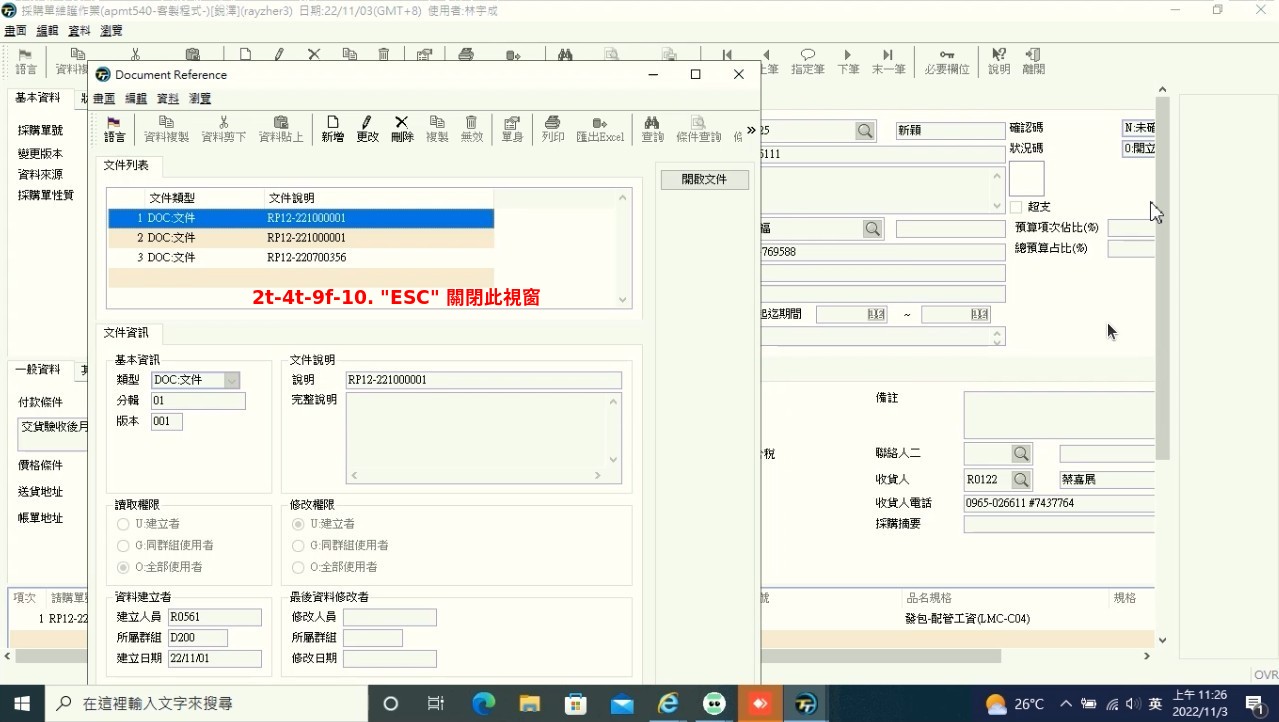 採購單維護作業(apmt540-客製程式-)[銳澤](rayzher3) 日期:22/11/03(GMT+8) 使用者:林宇成
畫面 編輯 資料 瀏覽
語言 資料複 上筆 指定筆 下筆 末一筆 必要欄位 說明 離開
Document Reference
畫面 編輯 資料 瀏覽
語言 資料複製 資料剪下 資料貼上 新增 更改 刪除 複製 無效 單身 列印 匯出Excel 查詢 條件查詢 »
基本資料
採購單號
變更版本
資料來源
採購單性質
文件列表
文件類型 文件說明
1 DOC:文件 RP12-221000001
2 DOC:文件 RP12-221000001
3 DOC:文件 RP12-220700356
2t-4t-9f-10. "ESC" 關閉此視窗
開啟文件
25 新穎 確認碼 N:未確
5111 狀況碼 0:開立
超支
福 預算項次佔比(%)
769588 總預算占比(%)
起迄期間 ~
文件資訊
基本資訊
類型 DOC:文件
分輯 01
版本 001
文件說明
說明 RP12-221000001
完整說明
讀取權限
U:建立者
G:同群組使用者
O:全部使用者
修改權限
U:建立者
G:同群組使用者
O:全部使用者
資料建立者
建立人員 R0561
所屬群組 D200
建立日期 22/11/01
最後資料修改者
修改人員
所屬群組
修改日期
一般資料
付款條件
交貨驗收後月
價格條件
送貨地址
帳單地址
備註
稅
聯絡人二
收貨人 R0122 葉嘉展
收貨人電話 0965-026611 #7437764
採購摘要
項次 請購單號 品名規格 規格
1 RP12-22 發包-配管工資(LMC-C04)
OVR
在這裡輸入文字來搜尋
26°C 英 上午 11:26
2022/11/3
1